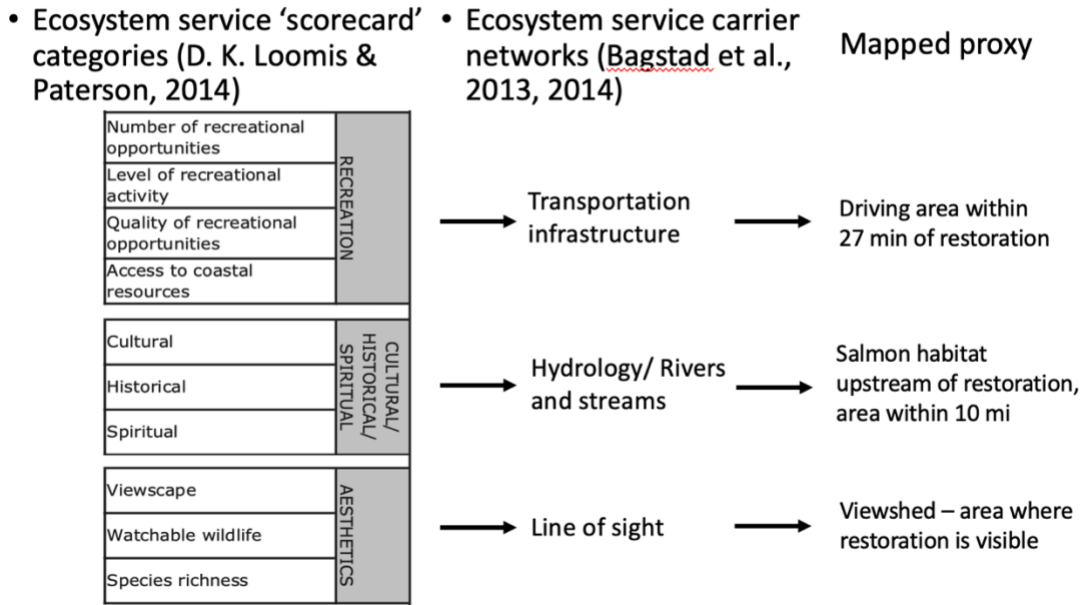 • Ecosystem service ‘scorecard’
categories (D. K. Loomis &
Paterson, 2014)
• Ecosystem service carrier
networks (Bagstad et al.,
2013, 2014)
Mapped proxy
Number of recreational
opportunities
Level of recreational
activity
Quality of recreational
opportunities
Access to coastal
resources
RECREATION
Transportation
infrastructure
Driving area within
27 min of restoration
Cultural
Historical
Spiritual
CULTURAL/
HISTORICAL/
SPIRITUAL
Hydrology/ Rivers
and streams
Salmon habitat
upstream of restoration,
area within 10 mi
Viewscape
Watchable wildlife
Species richness
AESTHETICS
Line of sight
Viewshed – area where
restoration is visible